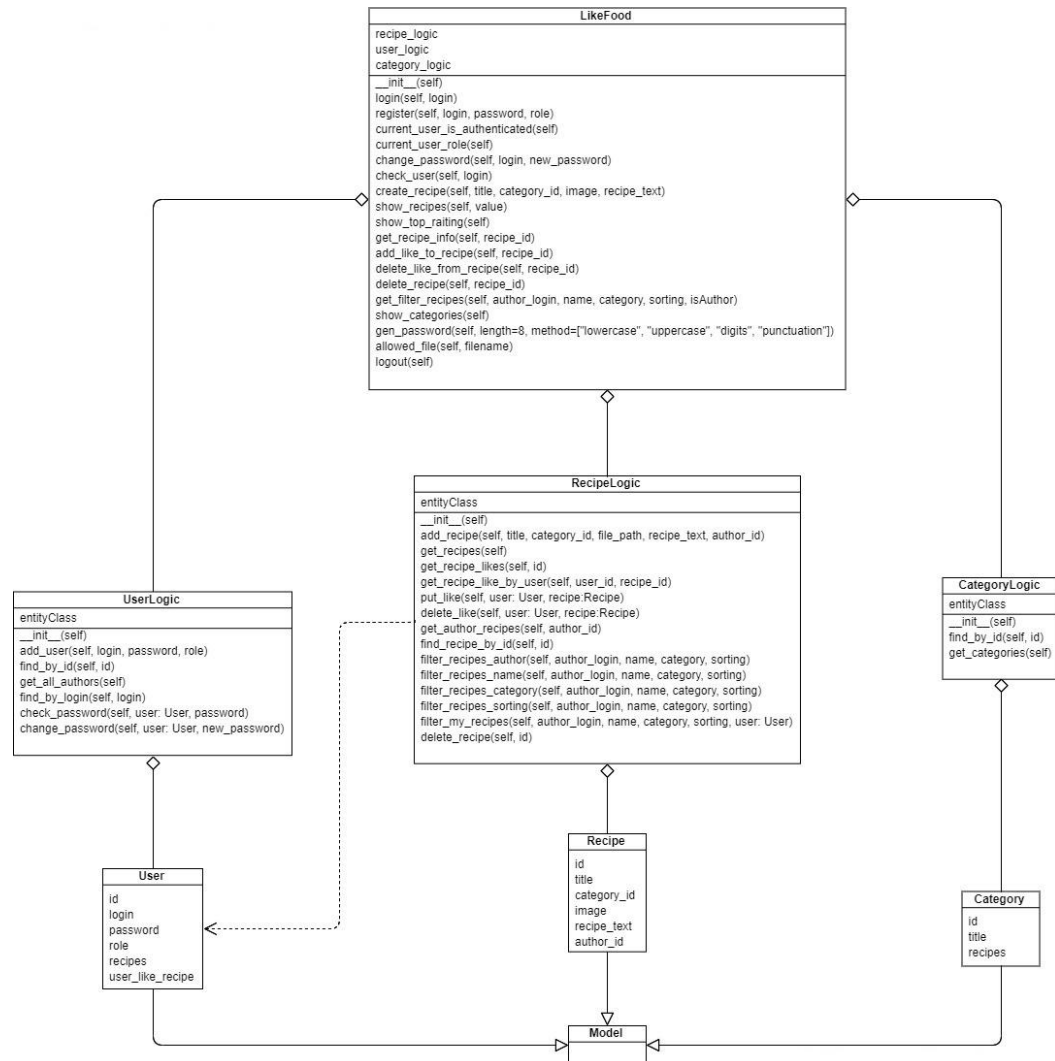 LikeFood
recipe_logic
user_logic
category_logic
__init__(self)
login(self, login)
register(self, login, password, role)
current_user_is_authenticated(self)
current_user_role(self)
change_password(self, login, new_password)
check_user(self, login)
create_recipe(self, title, category_id, image, recipe_text)
show_recipes(self, value)
show_top_raiting(self)
get_recipe_info(self, recipe_id)
add_like_to_recipe(self, recipe_id)
delete_like_from_recipe(self, recipe_id)
delete_recipe(self, recipe_id)
get_filter_recipes(self, author_login, name, category, sorting, isAuthor)
show_categories(self)
gen_password(self, length=8, method=["lowercase", "uppercase", "digits", "punctuation"])
allowed_file(self, filename)
logout(self)
RecipeLogic
entityClass
__init__(self)
add_recipe(self, title, category_id, file_path, recipe_text, author_id)
get_recipes(self)
get_recipe_likes(self, id)
get_recipe_like_by_user(self, user_id, recipe_id)
put_like(self, user: User, recipe:Recipe)
delete_like(self, user: User, recipe:Recipe)
get_author_recipes(self, author_id)
find_recipe_by_id(self, id)
filter_recipes_author(self, author_login, name, category, sorting)
filter_recipes_name(self, author_login, name, category, sorting)
filter_recipes_category(self, author_login, name, category, sorting)
filter_recipes_sorting(self, author_login, name, category, sorting)
filter_my_recipes(self, author_login, name, category, sorting, user: User)
delete_recipe(self, id)
UserLogic
entityClass
__init__(self)
add_user(self, login, password, role)
find_by_id(self, id)
get_all_authors(self)
find_by_login(self, login)
check_password(self, user: User, password)
change_password(self, user: User, new_password)
CategoryLogic
entityClass
__init__(self)
find_by_id(self, id)
get_categories(self)
User
id
login
password
role
recipes
user_like_recipe
Recipe
id
title
category_id
image
recipe_text
author_id
Category
id
title
recipes
Model